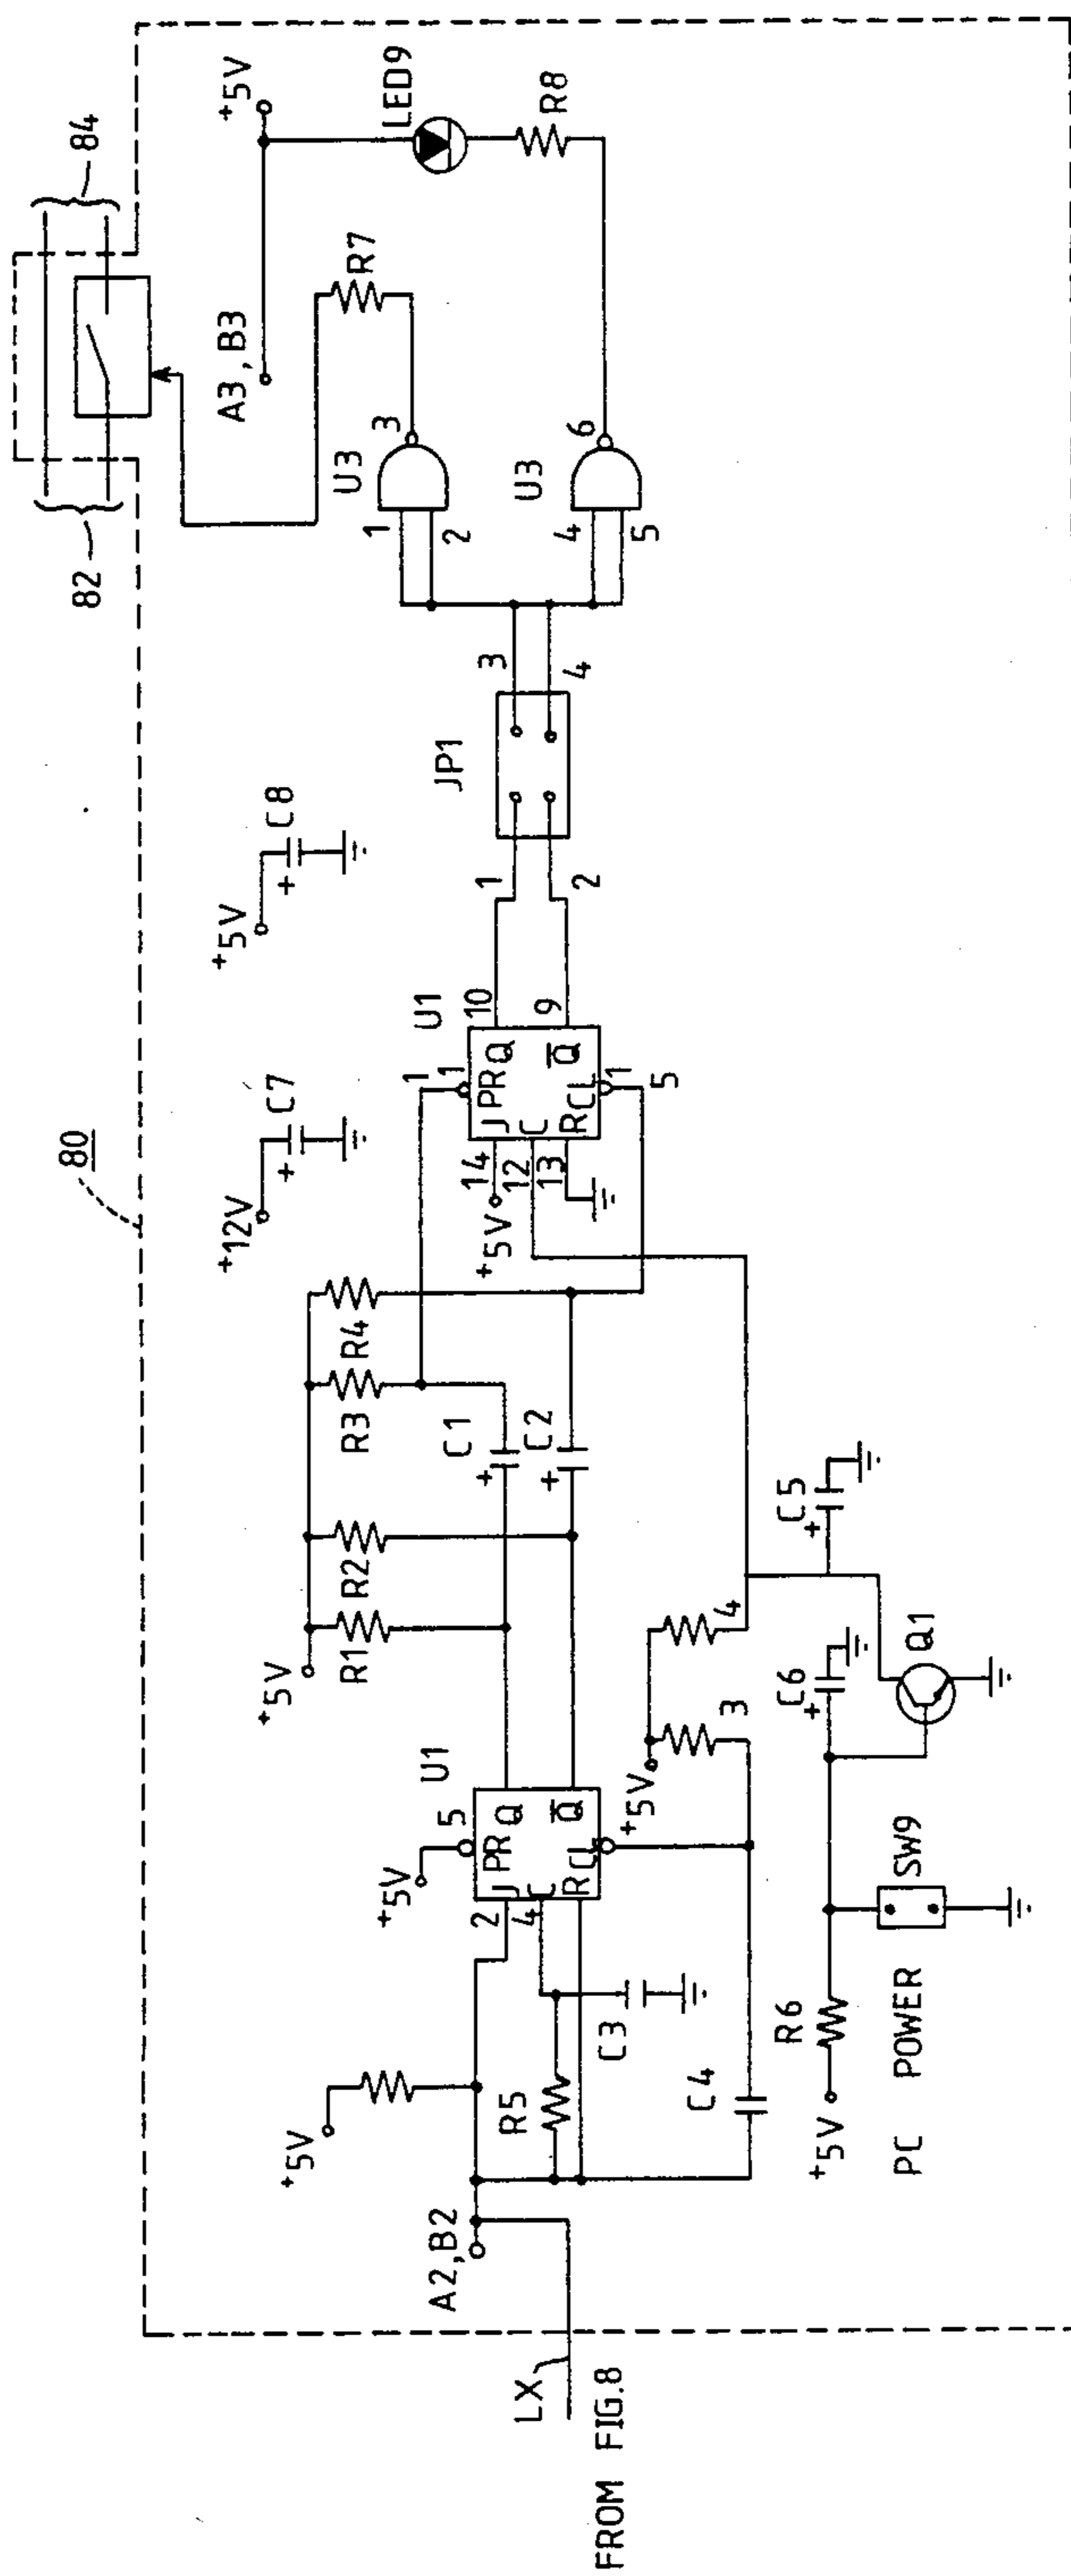 80
82
84
+5V
A3, B3
LED9
R8
R7
U3
1
2
3
U3
4
5
6
JP1
1
2
3
4
+12V
C7
+
+5V
C8
+
+5V
R1
R2
R3
R4
C1
+
C2
+
U1
1
1
J PR Q
C
R CL Q
14
12
13
10
9
1
5
+5V
U1
5
+5V
J PR Q
C
R CL Q
2
4
+5V
A2,B2
LX
FROM FIG.8
R5
C3
C4
+5V
3
4
C5
+
C6
+
Q1
R6
+5V
SW9
PC POWER